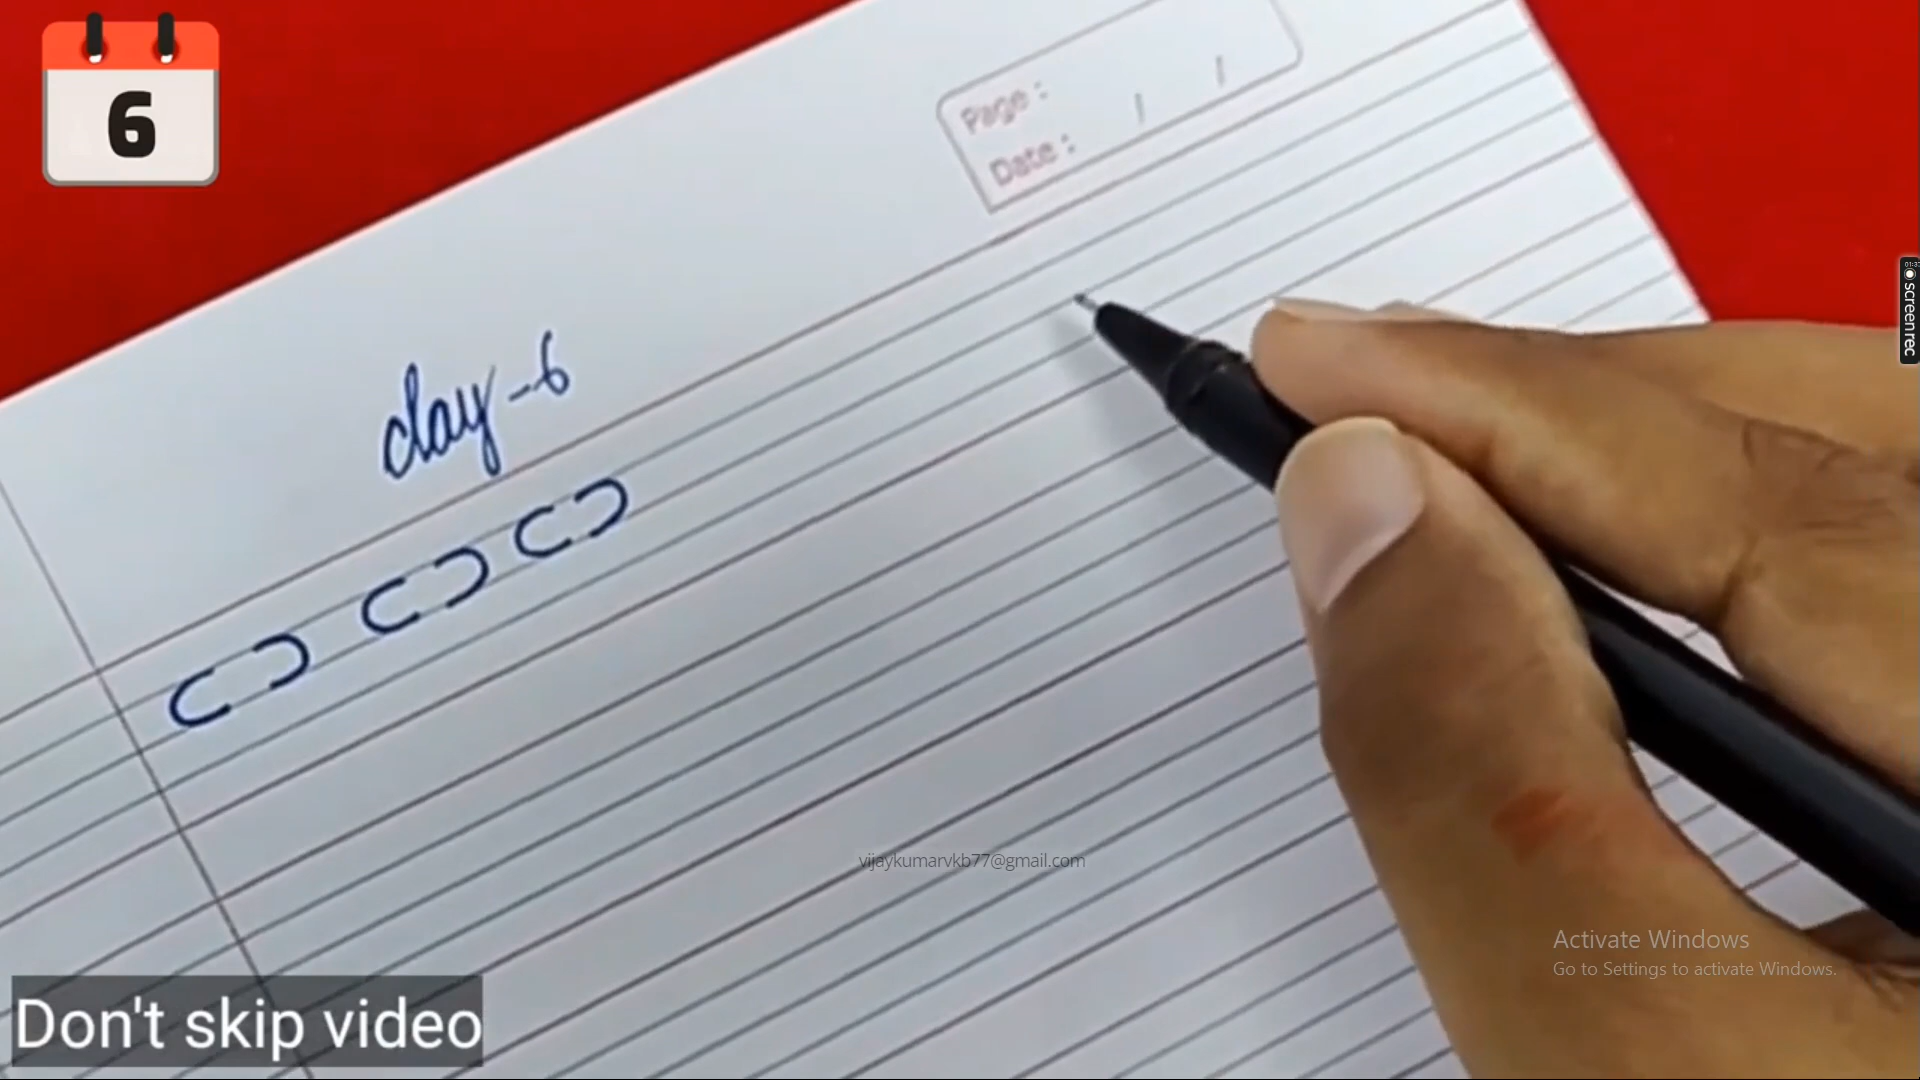 6
Page :
Date : / /
day-6
⊂ ⊃ ⊂ ⊃ ⊂ ⊃
screenrec
vijaykumarvkb77@gmail.com
Activate Windows
Go to Settings to activate Windows.
Don't skip video